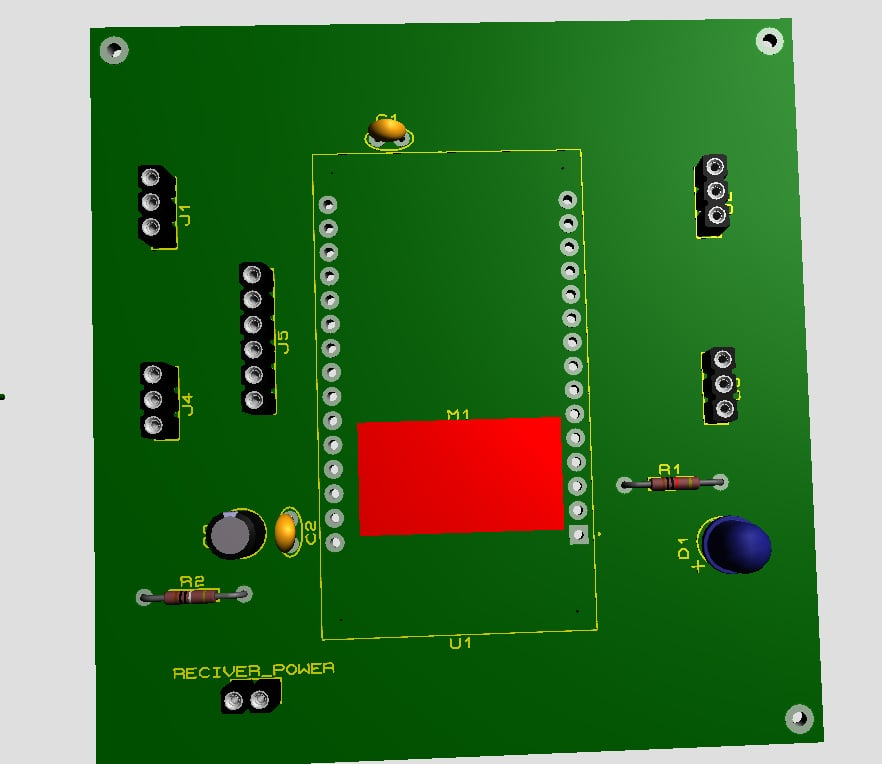 C1
J1
J5
J4
M1
R1
D1
+
C2
R2
U1
RECIVER_POWER